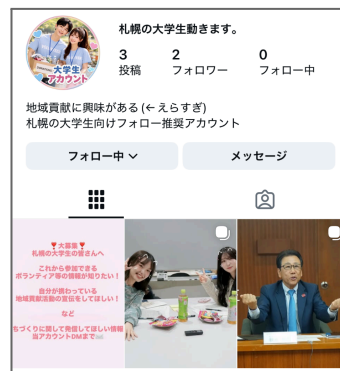 札幌の大学生動きます。
3 2 0
投稿 フォロワー フォロー中
大学生
アカウント
地域貢献に興味がある (←えらすぎ)
札幌の大学生向けフォロー推奨アカウント
フォロー中 メッセージ
❣️大募集❣️
札幌の大学生の皆さんへ
これから参加できる
ボランティア等の情報が知りたい！
自分が携わっている
地域貢献活動の宣伝をしてほしい！
など
ちづくりに関して発信してほしい情報
当アカウントDMまで✉️